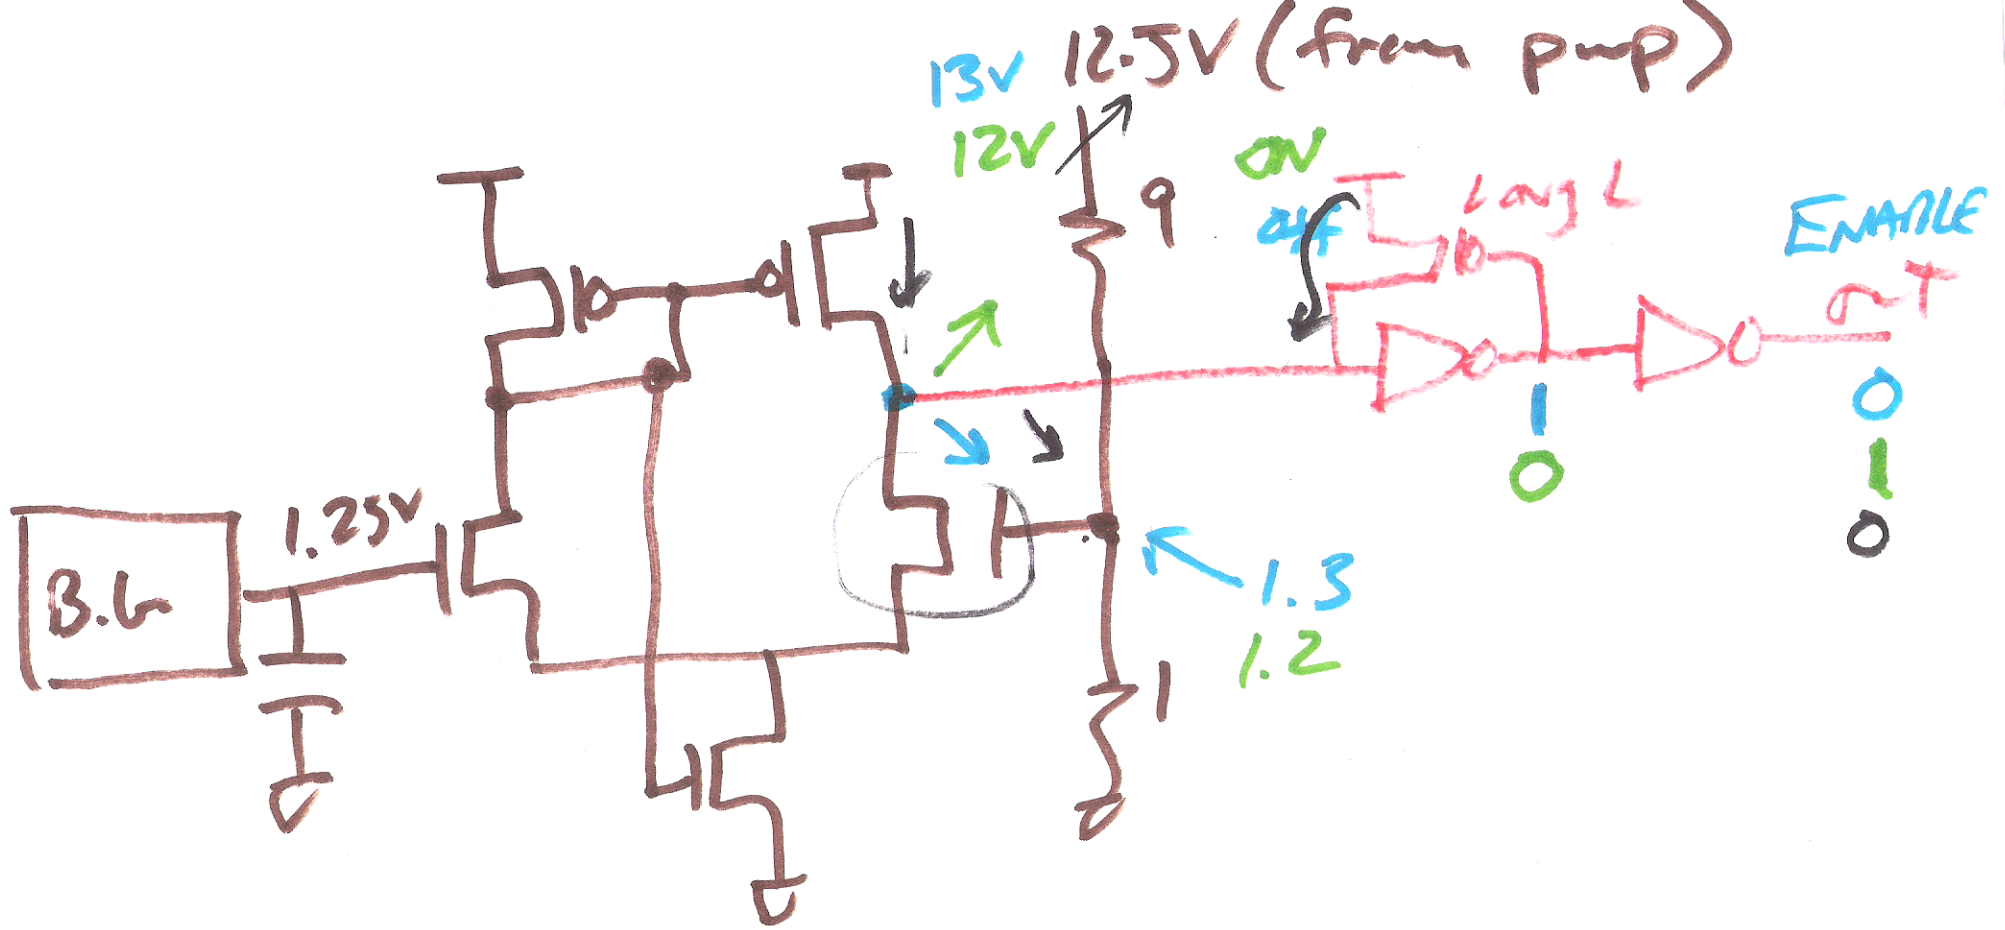 13V 12.5V (from pump)
12V
ON
off
9
Long L
ENABLE
OUT
1.25V
B.G.
1
0
0
1
0
1.3
1.2
1